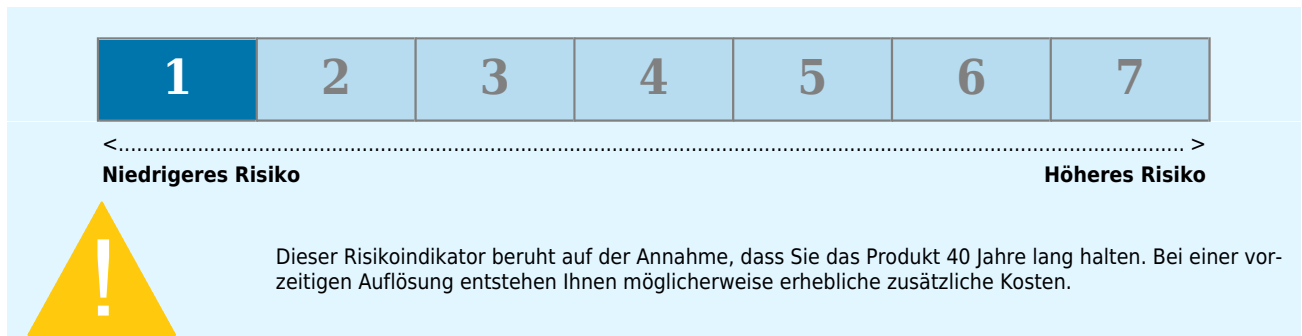 1 2 3 4 5 6 7
<.......................................................................................................................................................... >
Niedrigeres Risiko Höheres Risiko
!
Dieser Risikoindikator beruht auf der Annahme, dass Sie das Produkt 40 Jahre lang halten. Bei einer vor-
zeitigen Auflösung entstehen Ihnen möglicherweise erhebliche zusätzliche Kosten.